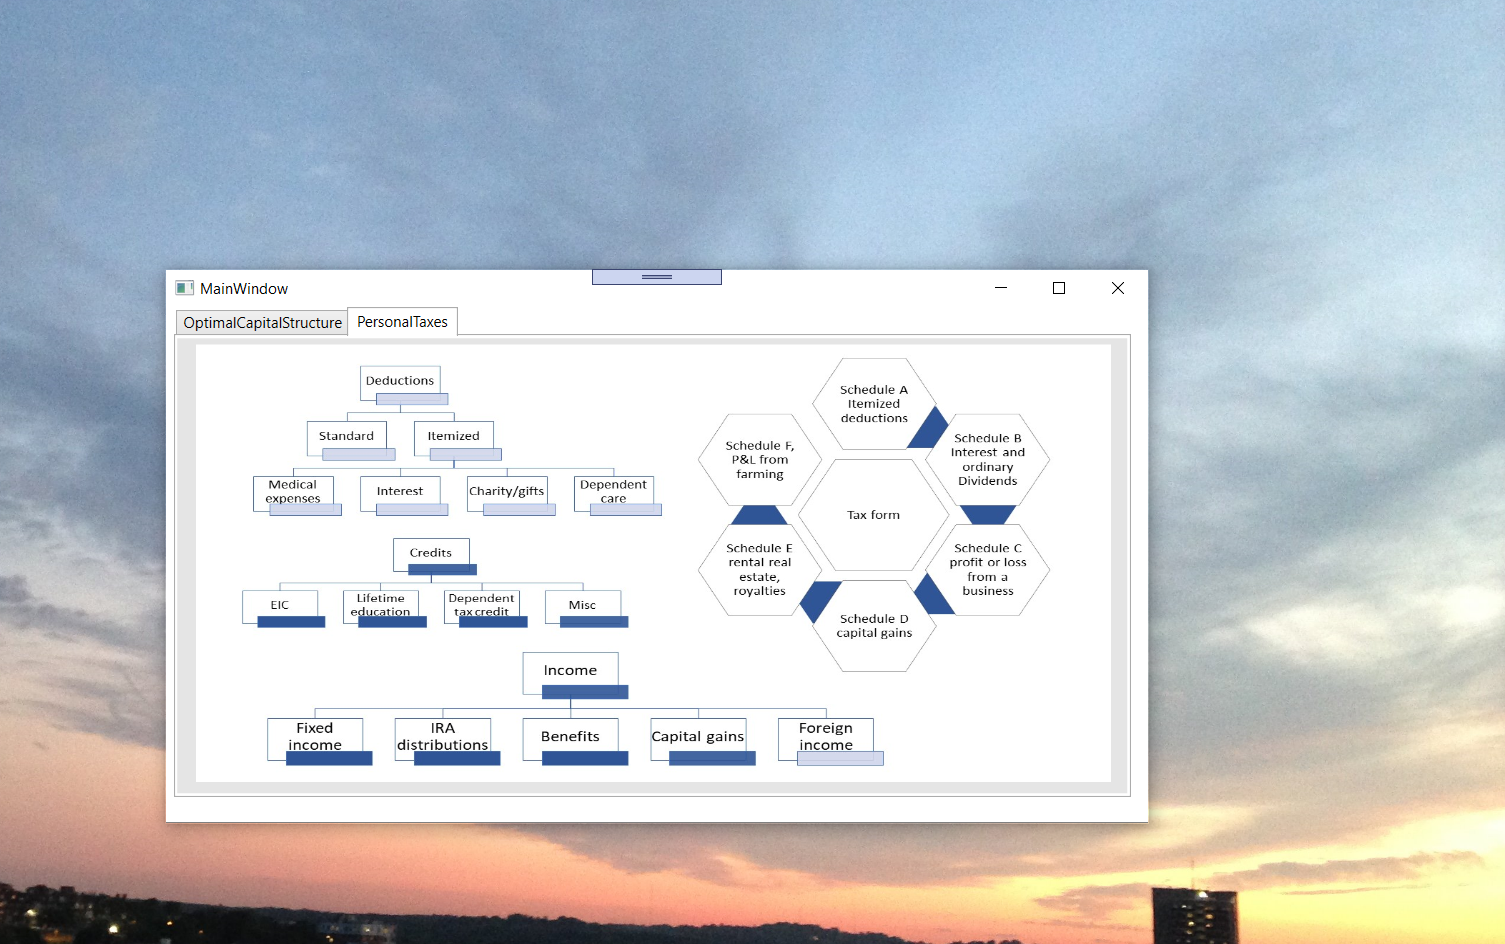 MainWindow
OptimalCapitalStructure
PersonalTaxes
Deductions
Standard
Itemized
Medical
expenses
Interest
Charity/gifts
Dependent
care
Credits
EIC
Lifetime
education
Dependent
tax credit
Misc
Income
Fixed
income
IRA
distributions
Benefits
Capital gains
Foreign
income
Schedule A
Itemized
deductions
Schedule B
Interest and
ordinary
Dividends
Schedule C
profit or loss
from a
business
Schedule D
capital gains
Schedule E
rental real
estate,
royalties
Schedule F,
P&L from
farming
Tax form